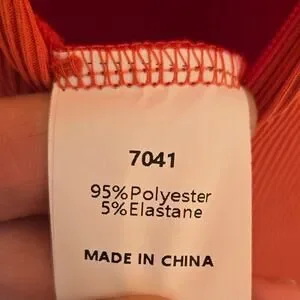 7041
95%Polyester
5%Elastane
MADE IN CHINA